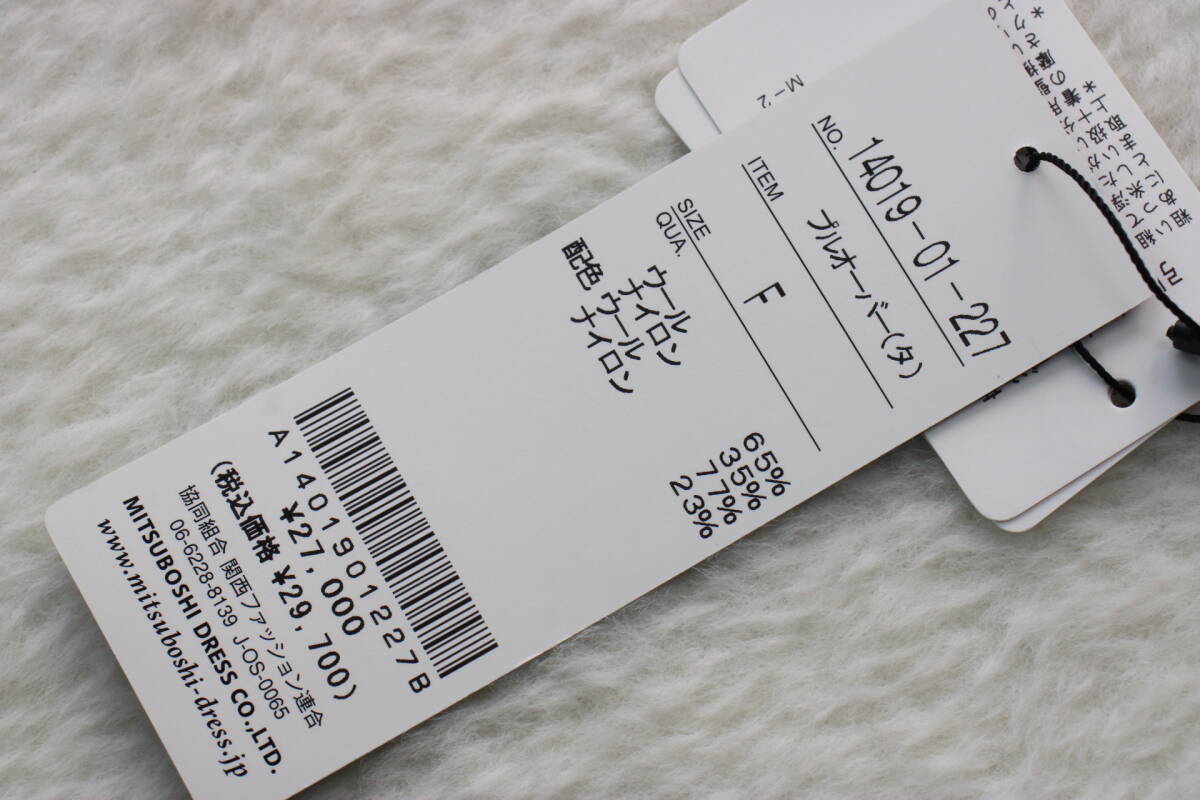 NO. 14019-01-227
ITEM プルオーバー(タ)
SIZE F
QUA.
ウール 65%
ナイロン 35%
配色 ウール 77%
ナイロン 23%
A1401901227B
¥27,000
(税込価格 ¥29,700)
協同組合 関西ファッション連合
06-6228-8139 J-OS-0065
MITSUBOSHI DRESS CO.,LTD.
www.mitsuboshi-dress.jp